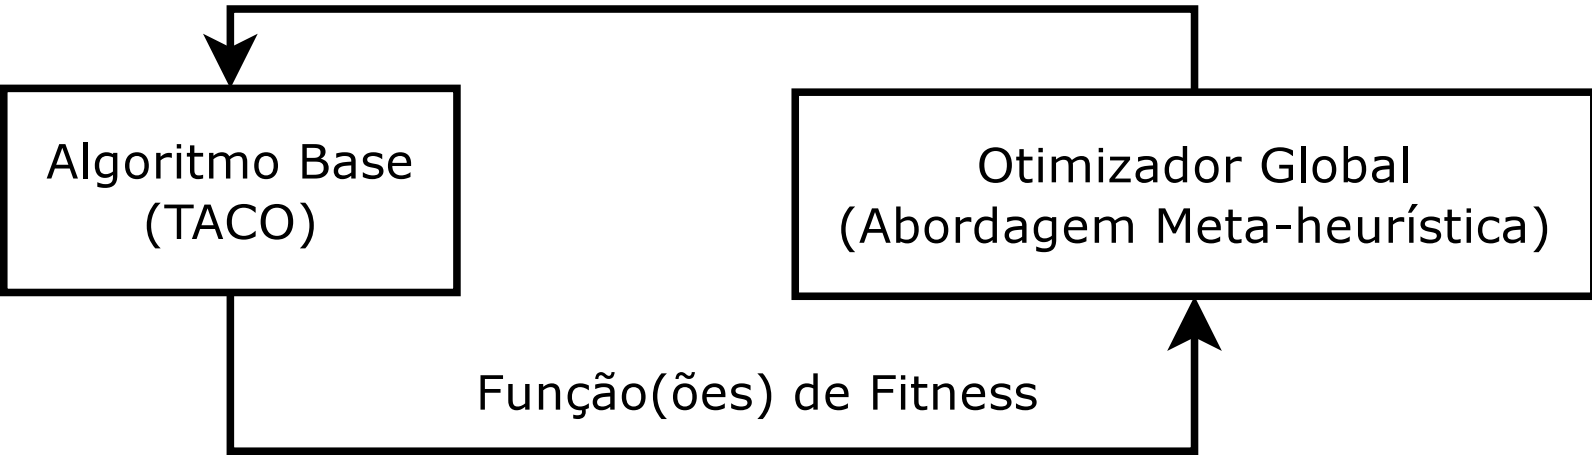 Algoritmo Base
(TACO)
Otimizador Global
(Abordagem Meta-heurística)
Função(ões) de Fitness